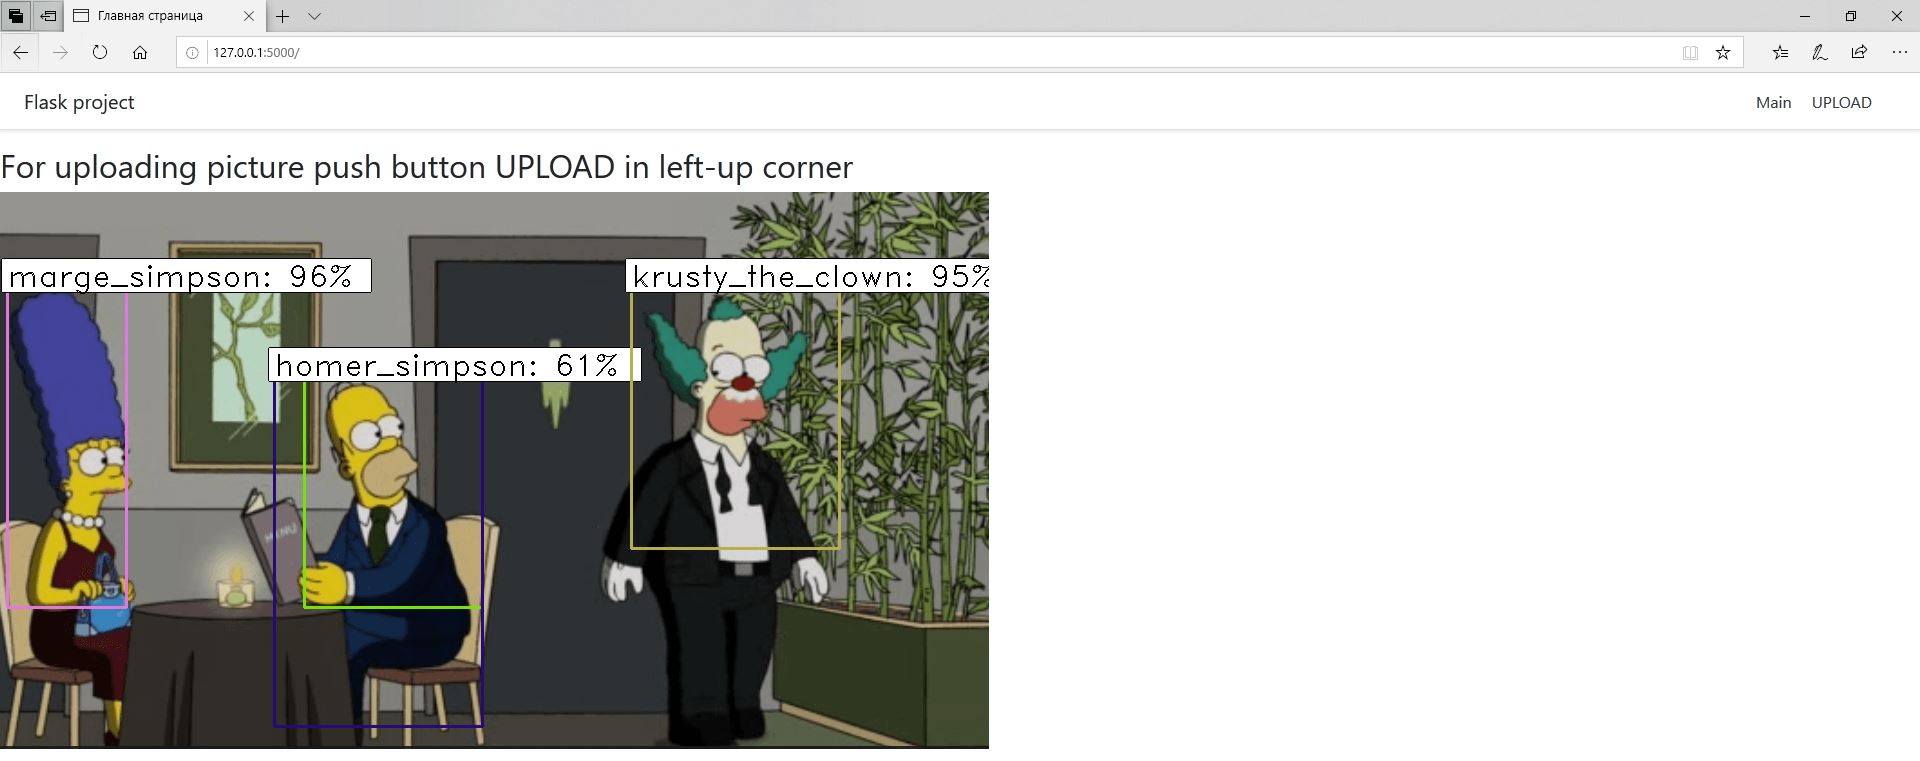 Главная страница
127.0.0.1:5000/
Flask project
Main
UPLOAD
For uploading picture push button UPLOAD in left-up corner
marge_simpson: 96%
krusty_the_clown: 95%
homer_simpson: 61%
MENU